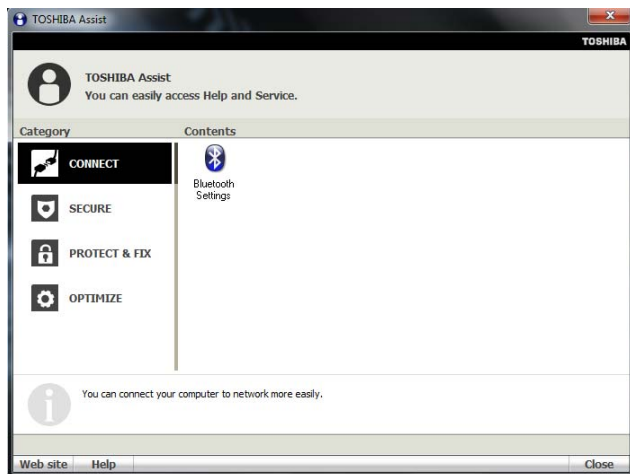 TOSHIBA Assist
TOSHIBA
TOSHIBA Assist
You can easily access Help and Service.
Category
Contents
CONNECT
Bluetooth
Settings
SECURE
PROTECT & FIX
OPTIMIZE
You can connect your computer to network more easily.
Web site
Help
Close